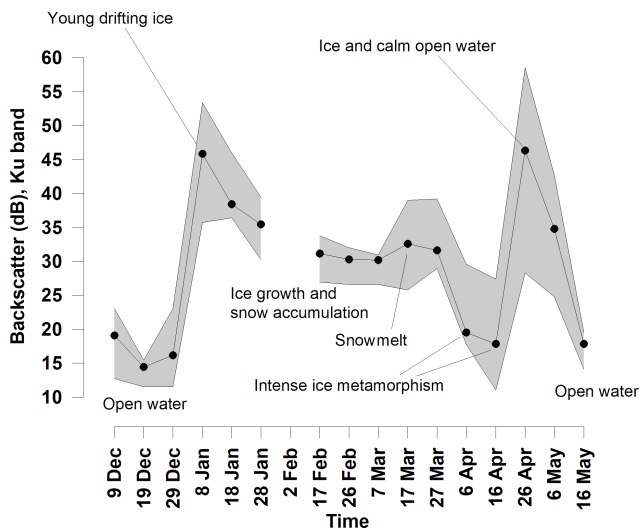 Young drifting ice
Ice and calm open water
60
55
50
45
40
35
30
25
20
15
10
Backscatter (dB), Ku band
Ice growth and
snow accumulation
Snowmelt
Intense ice metamorphism
Open water
Open water
9 Dec
19 Dec
29 Dec
8 Jan
18 Jan
28 Jan
2 Feb
17 Feb
26 Feb
7 Mar
17 Mar
27 Mar
6 Apr
16 Apr
26 Apr
6 May
16 May
Time